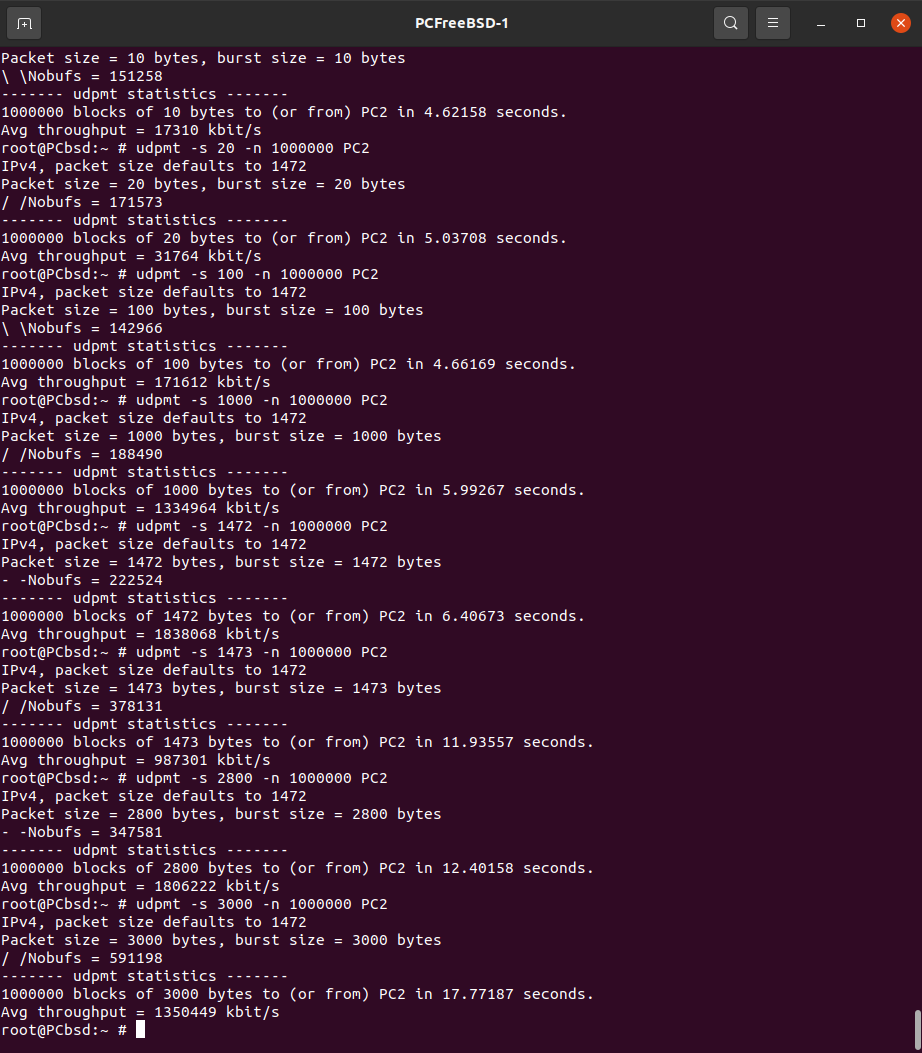 PCFreeBSD-1
Packet size = 10 bytes, burst size = 10 bytes
\ \Nobufs = 151258
------- udpmt statistics -------
1000000 blocks of 10 bytes to (or from) PC2 in 4.62158 seconds.
Avg throughput = 17310 kbit/s
root@PCbsd:~ # udpmt -s 20 -n 1000000 PC2
IPv4, packet size defaults to 1472
Packet size = 20 bytes, burst size = 20 bytes
/ /Nobufs = 171573
------- udpmt statistics -------
1000000 blocks of 20 bytes to (or from) PC2 in 5.03708 seconds.
Avg throughput = 31764 kbit/s
root@PCbsd:~ # udpmt -s 100 -n 1000000 PC2
IPv4, packet size defaults to 1472
Packet size = 100 bytes, burst size = 100 bytes
\ \Nobufs = 142966
------- udpmt statistics -------
1000000 blocks of 100 bytes to (or from) PC2 in 4.66169 seconds.
Avg throughput = 171612 kbit/s
root@PCbsd:~ # udpmt -s 1000 -n 1000000 PC2
IPv4, packet size defaults to 1472
Packet size = 1000 bytes, burst size = 1000 bytes
/ /Nobufs = 188490
------- udpmt statistics -------
1000000 blocks of 1000 bytes to (or from) PC2 in 5.99267 seconds.
Avg throughput = 1334964 kbit/s
root@PCbsd:~ # udpmt -s 1472 -n 1000000 PC2
IPv4, packet size defaults to 1472
Packet size = 1472 bytes, burst size = 1472 bytes
- -Nobufs = 222524
------- udpmt statistics -------
1000000 blocks of 1472 bytes to (or from) PC2 in 6.40673 seconds.
Avg throughput = 1838068 kbit/s
root@PCbsd:~ # udpmt -s 1473 -n 1000000 PC2
IPv4, packet size defaults to 1472
Packet size = 1473 bytes, burst size = 1473 bytes
/ /Nobufs = 378131
------- udpmt statistics -------
1000000 blocks of 1473 bytes to (or from) PC2 in 11.93557 seconds.
Avg throughput = 987301 kbit/s
root@PCbsd:~ # udpmt -s 2800 -n 1000000 PC2
IPv4, packet size defaults to 1472
Packet size = 2800 bytes, burst size = 2800 bytes
- -Nobufs = 347581
------- udpmt statistics -------
1000000 blocks of 2800 bytes to (or from) PC2 in 12.40158 seconds.
Avg throughput = 1806222 kbit/s
root@PCbsd:~ # udpmt -s 3000 -n 1000000 PC2
IPv4, packet size defaults to 1472
Packet size = 3000 bytes, burst size = 3000 bytes
/ /Nobufs = 591198
------- udpmt statistics -------
1000000 blocks of 3000 bytes to (or from) PC2 in 17.77187 seconds.
Avg throughput = 1350449 kbit/s
root@PCbsd:~ #